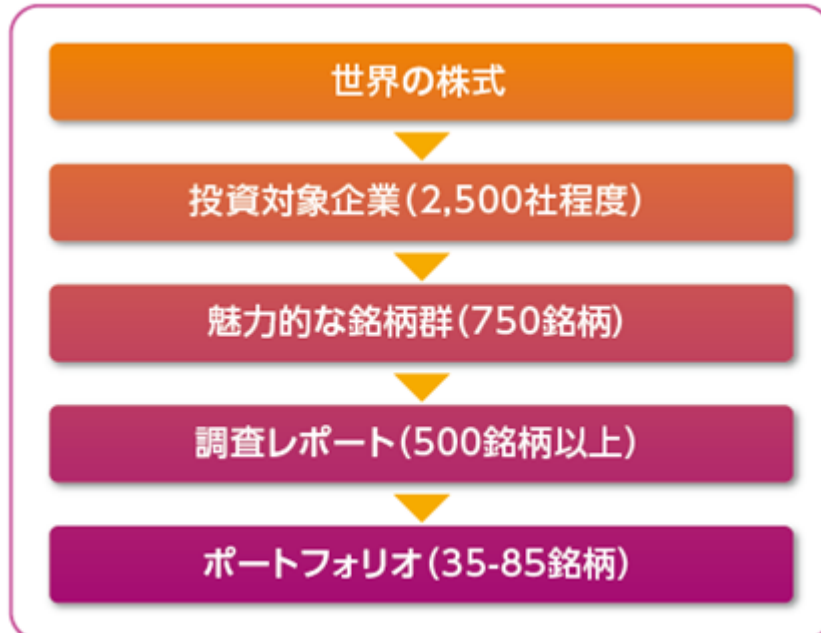 世界の株式
投資対象企業(2,500社程度)
魅力的な銘柄群(750銘柄)
調査レポート(500銘柄以上)
ポートフォリオ(35-85銘柄)